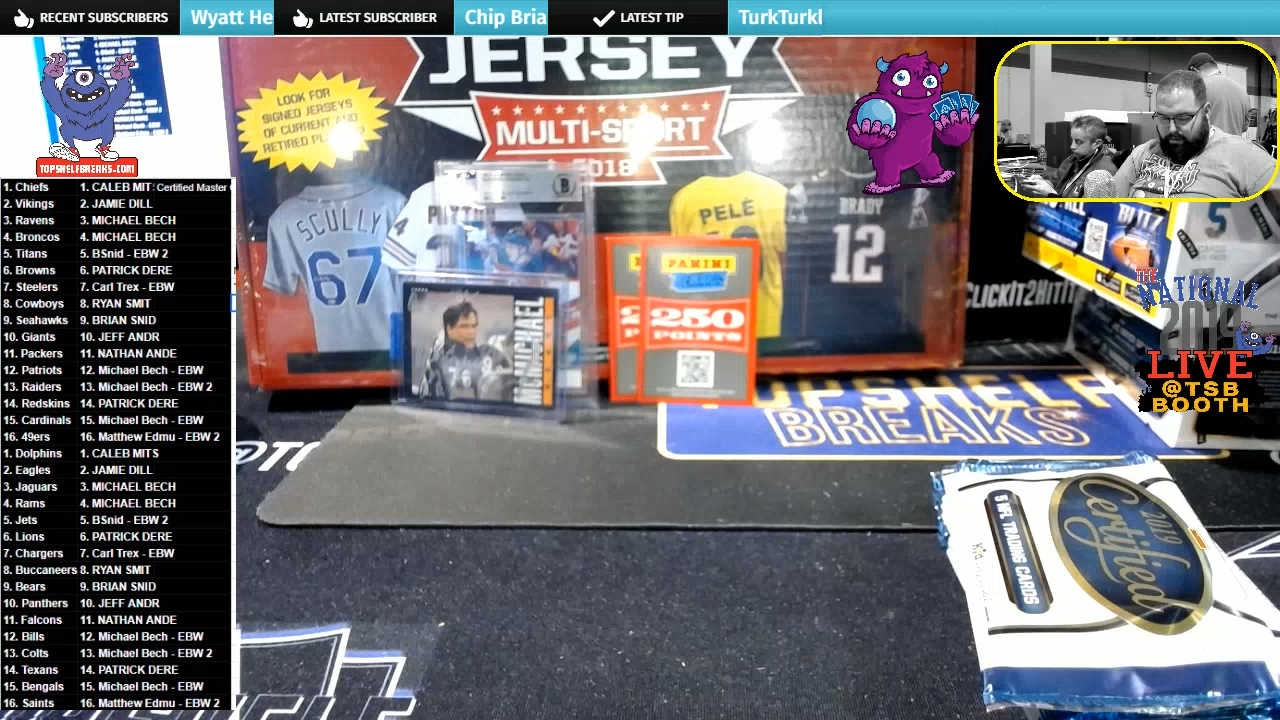 RECENT SUBSCRIBERS
Wyatt He
LATEST SUBSCRIBER
Chip Bria
LATEST TIP
TurkTurkl
TOPSHELFBREAKS.COM
1. Chiefs 1. CALEB MIT: Certified Master
2. Vikings 2. JAMIE DILL
3. Ravens 3. MICHAEL BECH
4. Broncos 4. MICHAEL BECH
5. Titans 5. BSnid - EBW 2
6. Browns 6. PATRICK DERE
7. Steelers 7. Carl Trex - EBW
8. Cowboys 8. RYAN SMIT
9. Seahawks 9. BRIAN SNID
10. Giants 10. JEFF ANDR
11. Packers 11. NATHAN ANDE
12. Patriots 12. Michael Bech - EBW
13. Raiders 13. Michael Bech - EBW 2
14. Redskins 14. PATRICK DERE
15. Cardinals 15. Michael Bech - EBW
16. 49ers 16. Matthew Edmu - EBW 2
1. Dolphins 1. CALEB MITS
2. Eagles 2. JAMIE DILL
3. Jaguars 3. MICHAEL BECH
4. Rams 4. MICHAEL BECH
5. Jets 5. BSnid - EBW 2
6. Lions 6. PATRICK DERE
7. Chargers 7. Carl Trex - EBW
8. Buccaneers 8. RYAN SMIT
9. Bears 9. BRIAN SNID
10. Panthers 10. JEFF ANDR
11. Falcons 11. NATHAN ANDE
12. Bills 12. Michael Bech - EBW
13. Colts 13. Michael Bech - EBW 2
14. Texans 14. PATRICK DERE
15. Bengals 15. Michael Bech - EBW
16. Saints 16. Matthew Edmu - EBW 2
JERSEY
MULTI-SPORT
2018
LOOK FOR
SIGNED JERSEYS
OF CURRENT AND
RETIRED
SCULLY
67
PELE
BRADY
12
MCMICHAEL
PANINI
250
POINTS
CLICKIT2HIT
BLITZ
5
THE
NATIONAL
2019
LIVE
@TSB
BOOTH
TOPSHELF
BREAKS
2019
Certified
5 NFL TRADING CARDS